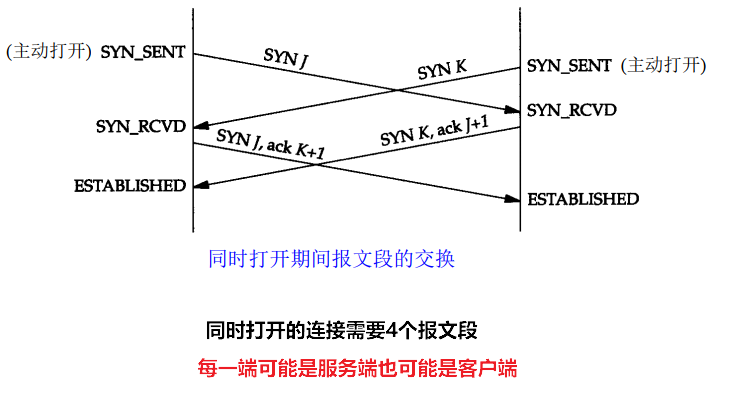 (主动打开) SYN_SENT
SYN J
SYN K
SYN_SENT (主动打开)
SYN_RCVD
SYN_RCVD
SYN J, ack K+1
SYN K, ack J+1
ESTABLISHED
ESTABLISHED
同时打开期间报文段的交换
同时打开的连接需要4个报文段
每一端可能是服务端也可能是客户端